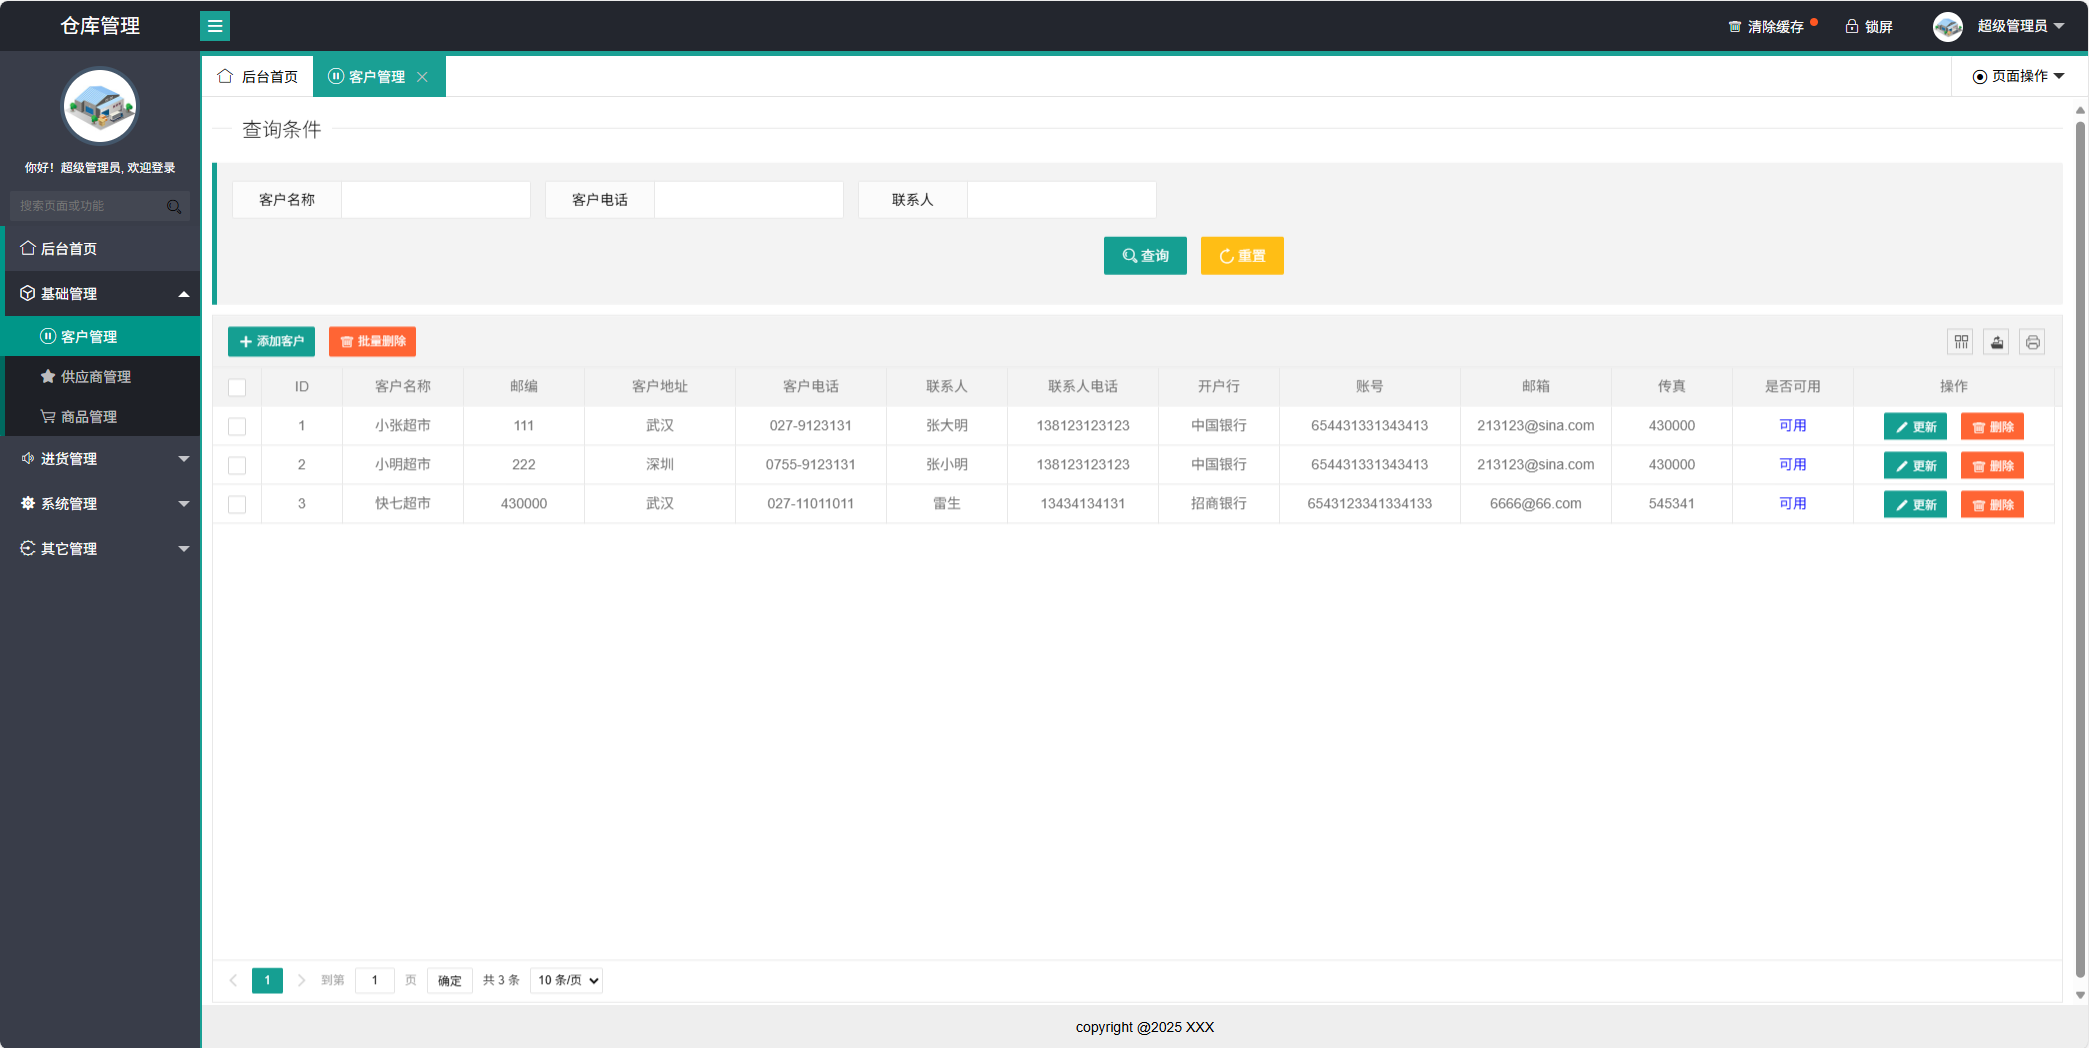 仓库管理
清除缓存 锁屏 超级管理员
你好！超级管理员, 欢迎登录
搜索页面或功能
后台首页
基础管理
客户管理
供应商管理
商品管理
进货管理
系统管理
其它管理
后台首页 客户管理 页面操作
查询条件
客户名称 客户电话 联系人
查询 重置
添加客户 批量删除
ID 客户名称 邮编 客户地址 客户电话 联系人 联系人电话 开户行 账号 邮箱 传真 是否可用 操作
1 小张超市 111 武汉 027-9123131 张大明 138123123123 中国银行 654431331343413 213123@sina.com 430000 可用 更新 删除
2 小明超市 222 深圳 0755-9123131 张小明 138123123123 中国银行 654431331343413 213123@sina.com 430000 可用 更新 删除
3 快七超市 430000 武汉 027-11011011 雷生 13434134131 招商银行 6543123341334133 6666@66.com 545341 可用 更新 删除
1 到第 1 页 确定 共 3 条 10 条/页
copyright @2025 XXX